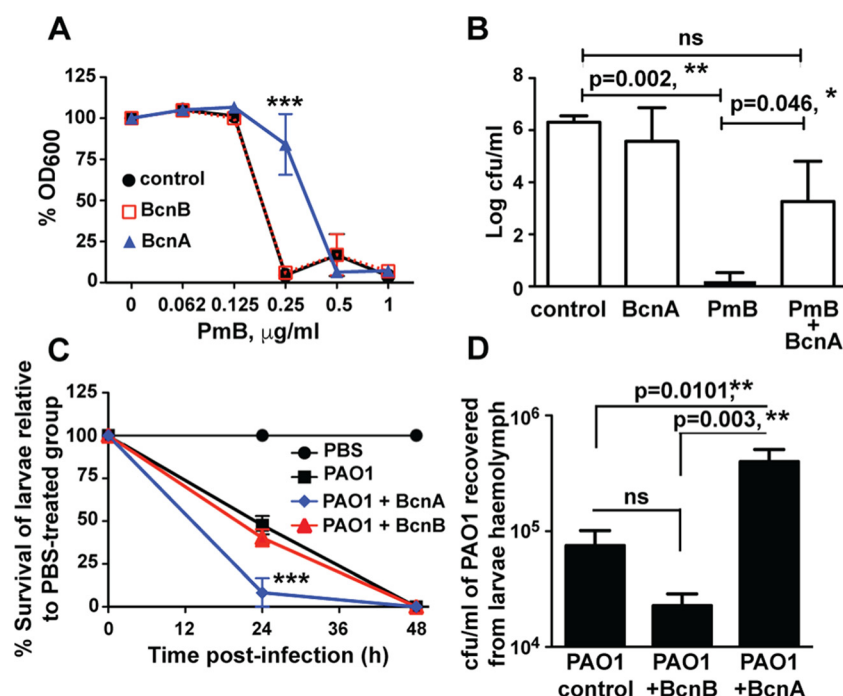 A
125
100
75
50
25
0
% OD600
***
control
BcnB
BcnA
0 0.062 0.125 0.25 0.5 1
PmB, μg/ml
B
ns
p=0.002, **
p=0.046, *
8
6
4
2
0
Log cfu/ml
control BcnA PmB PmB
+
BcnA
C
125
100
75
50
25
0
% Survival of larvae relative
to PBS-treated group
PBS
PAO1
PAO1 + BcnA
PAO1 + BcnB
***
0 12 24 36 48
Time post-infection (h)
D
p=0.0101,**
p=0.003, **
ns
10^6
10^5
10^4
cfu/ml of PAO1 recovered
from larvae haemolymph
PAO1 PAO1 PAO1
control +BcnB +BcnA